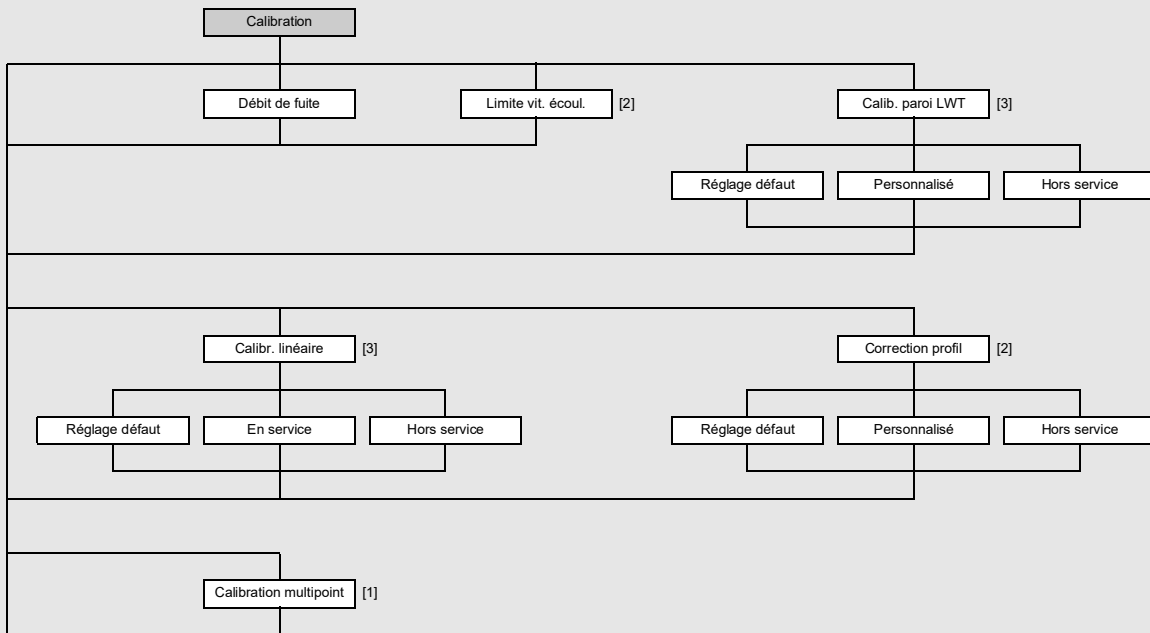 Calibration
Débit de fuite
Limite vit. écoul. [2]
Calib. paroi LWT [3]
Réglage défaut
Personnalisé
Hors service
Calibr. linéaire [3]
Correction profil [2]
Réglage défaut
En service
Hors service
Réglage défaut
Personnalisé
Hors service
Calibration multipoint [1]